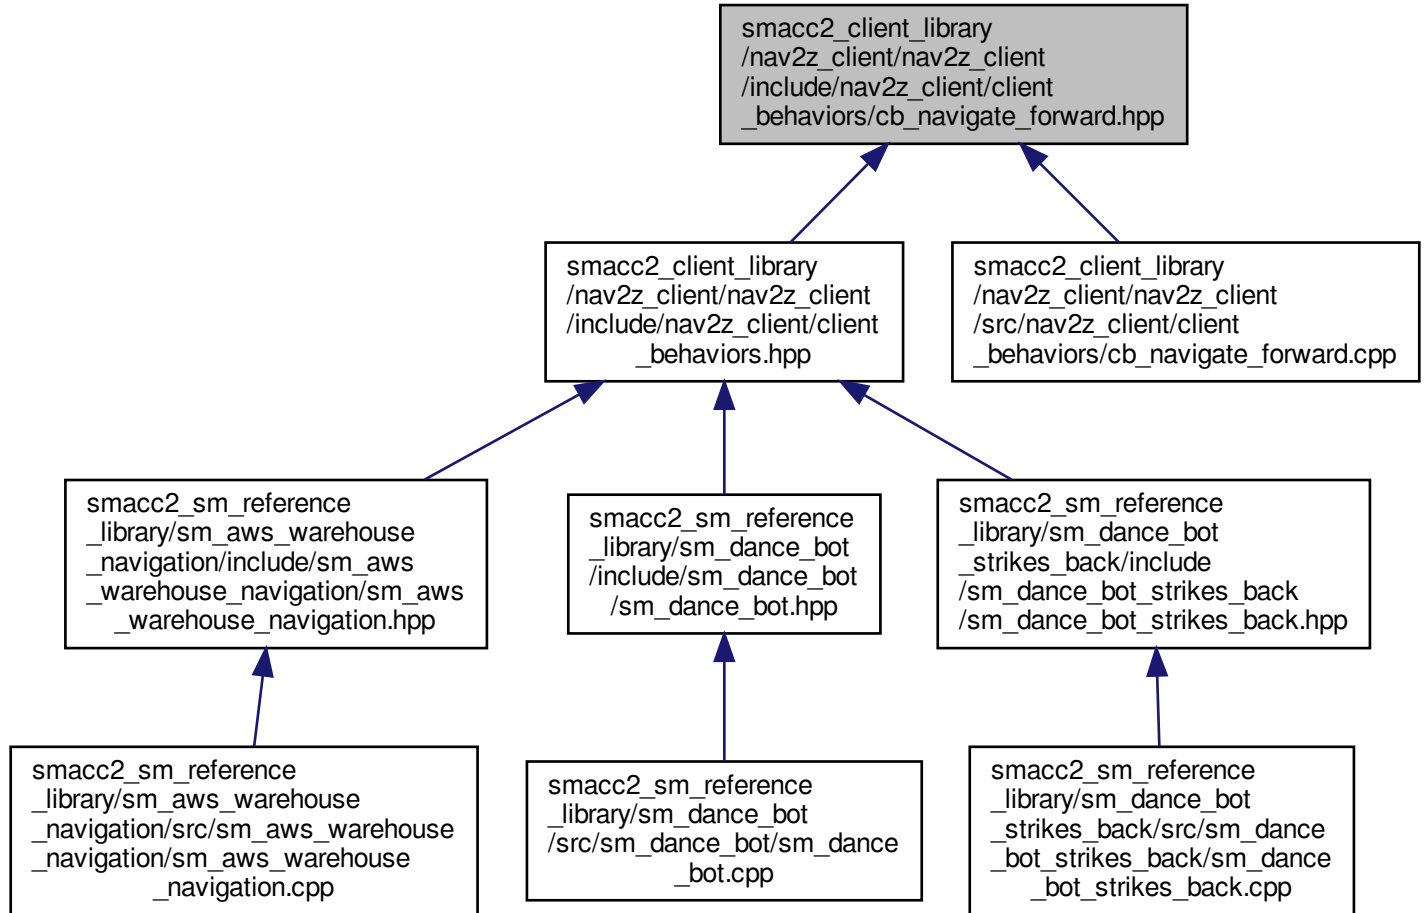 smacc2_client_library
/nav2z_client/nav2z_client
/include/nav2z_client/client
_behaviors/cb_navigate_forward.hpp
smacc2_client_library
/nav2z_client/nav2z_client
/include/nav2z_client/client
_behaviors.hpp
smacc2_client_library
/nav2z_client/nav2z_client
/src/nav2z_client/client
_behaviors/cb_navigate_forward.cpp
smacc2_sm_reference
_library/sm_aws_warehouse
_navigation/include/sm_aws
_warehouse_navigation/sm_aws
_warehouse_navigation.hpp
smacc2_sm_reference
_library/sm_dance_bot
/include/sm_dance_bot
/sm_dance_bot.hpp
smacc2_sm_reference
_library/sm_dance_bot
_strikes_back/include
/sm_dance_bot_strikes_back
/sm_dance_bot_strikes_back.hpp
smacc2_sm_reference
_library/sm_aws_warehouse
_navigation/src/sm_aws_warehouse
_navigation/sm_aws_warehouse
_navigation.cpp
smacc2_sm_reference
_library/sm_dance_bot
/src/sm_dance_bot/sm_dance
_bot.cpp
smacc2_sm_reference
_library/sm_dance_bot
_strikes_back/src/sm_dance
_bot_strikes_back/sm_dance
_bot_strikes_back.cpp